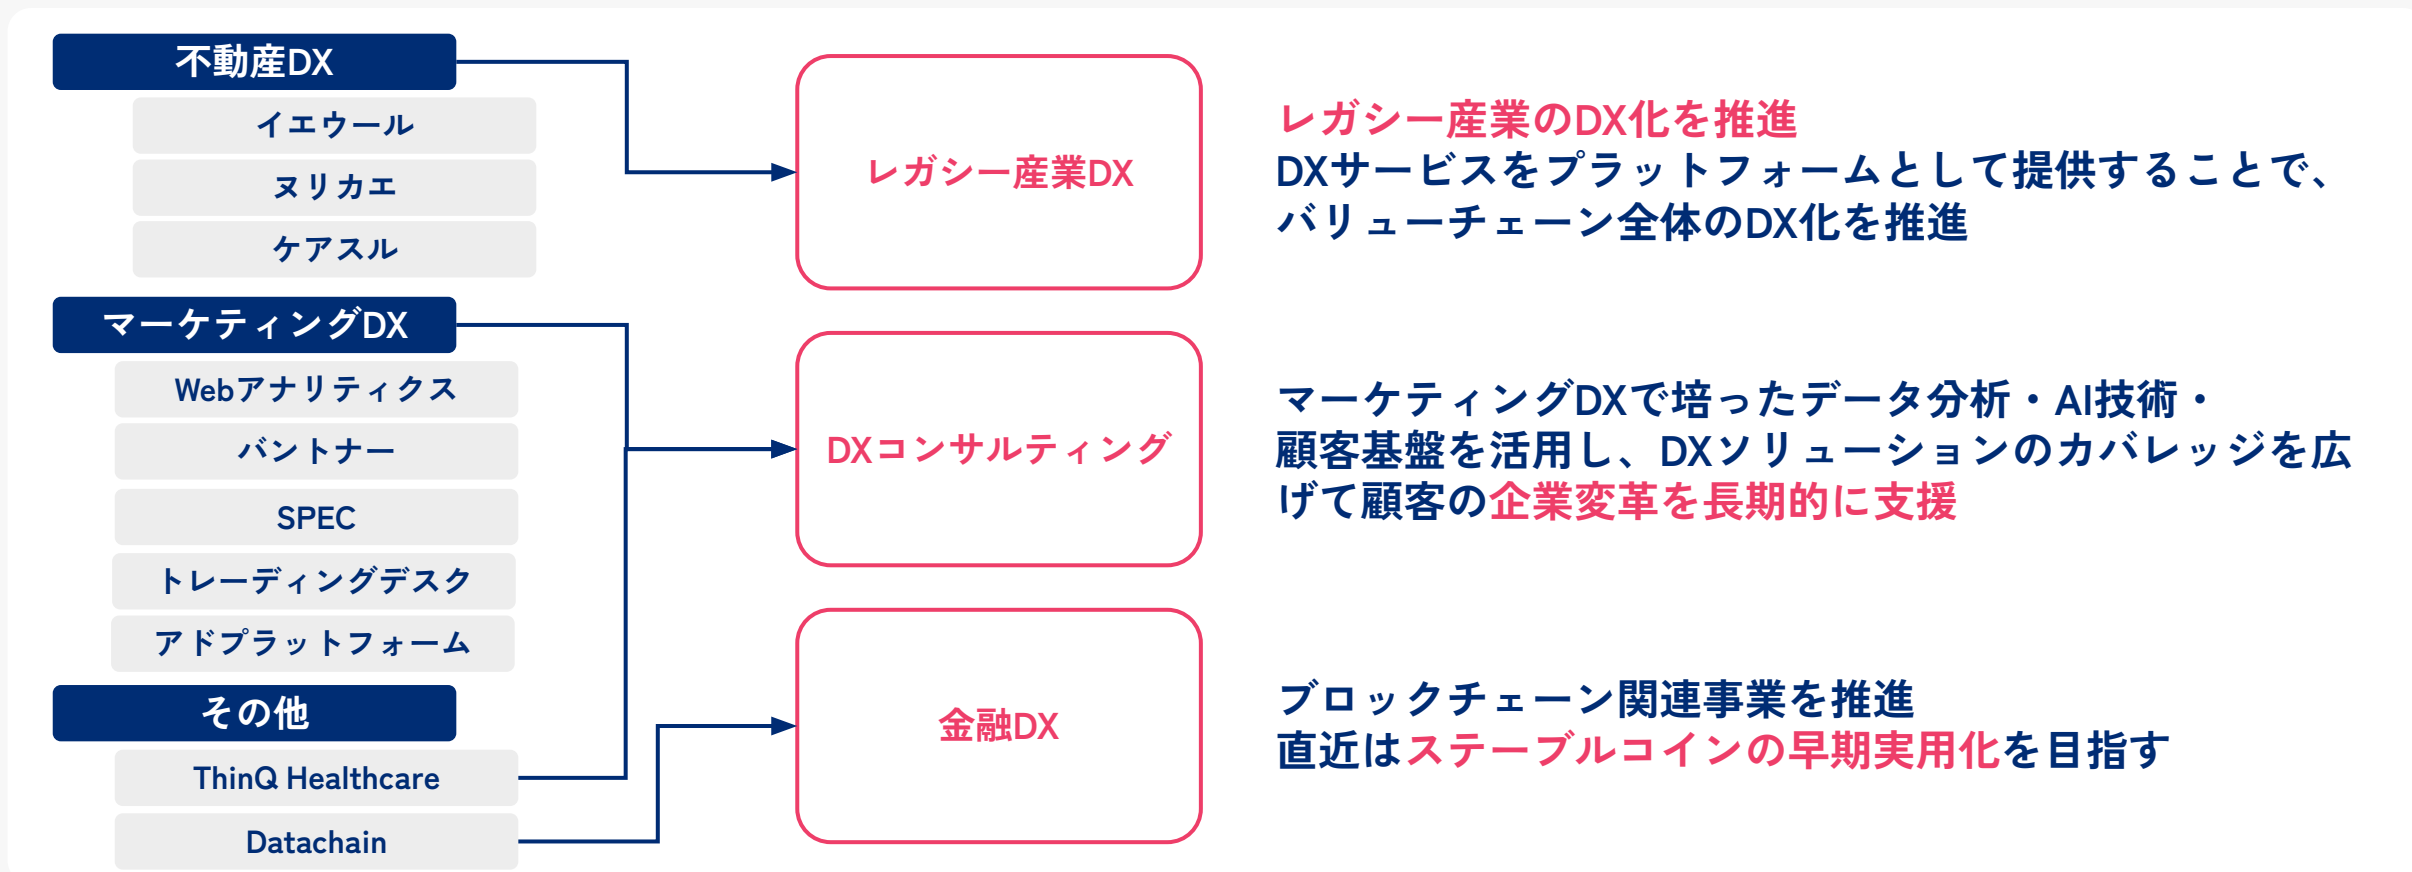 不動産DX
イエウール
ヌリカエ
ケアスル
マーケティングDX
Webアナリティクス
バントナー
SPEC
トレーディングデスク
アドプラットフォーム
その他
ThinQ Healthcare
Datachain
レガシー産業DX
DXコンサルティング
金融DX
レガシー産業のDX化を推進
DXサービスをプラットフォームとして提供することで、
バリューチェーン全体のDX化を推進
マーケティングDXで培ったデータ分析・AI技術・
顧客基盤を活用し、DXソリューションのカバレッジを広
げて顧客の企業変革を長期的に支援
ブロックチェーン関連事業を推進
直近はステーブルコインの早期実用化を目指す